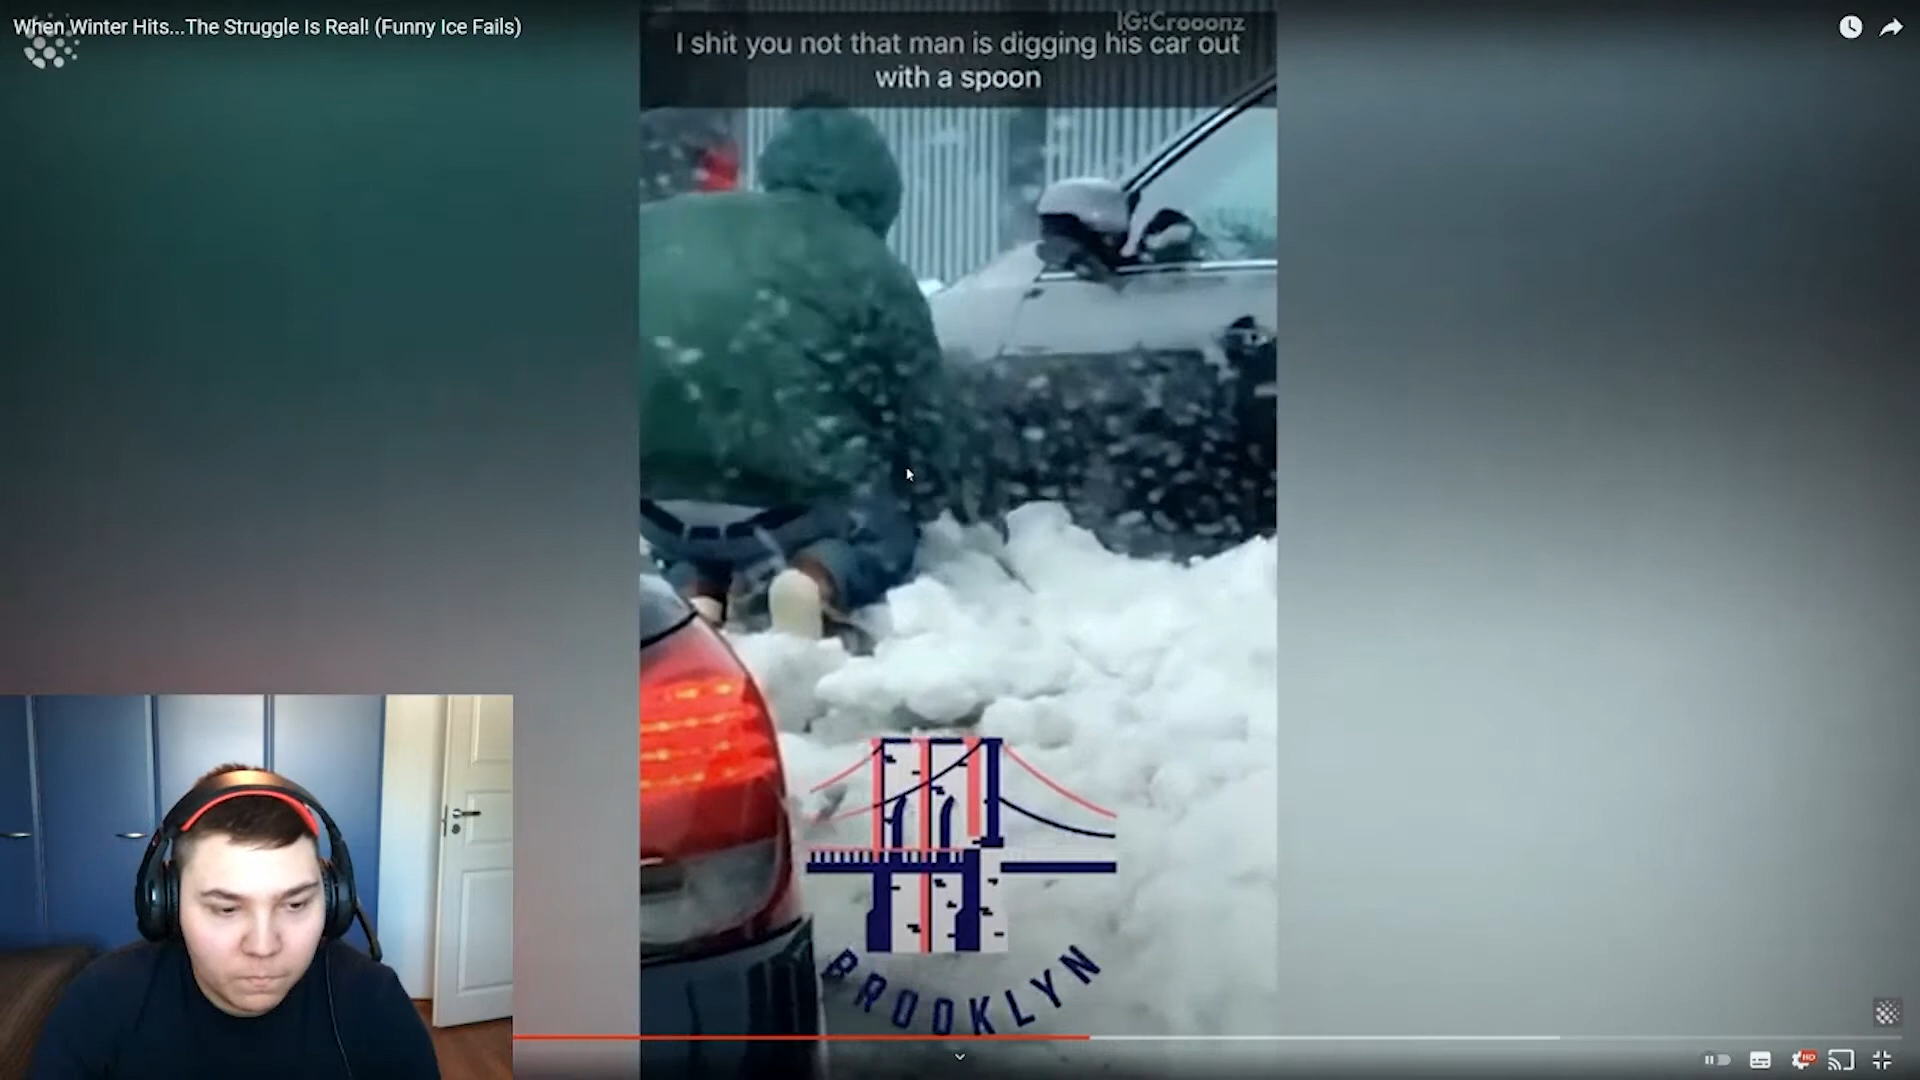 When Winter Hits...The Struggle Is Real! (Funny Ice Fails)
IG:Crooonz
I shit you not that man is digging his car out
with a spoon
BROOKLYN
HD